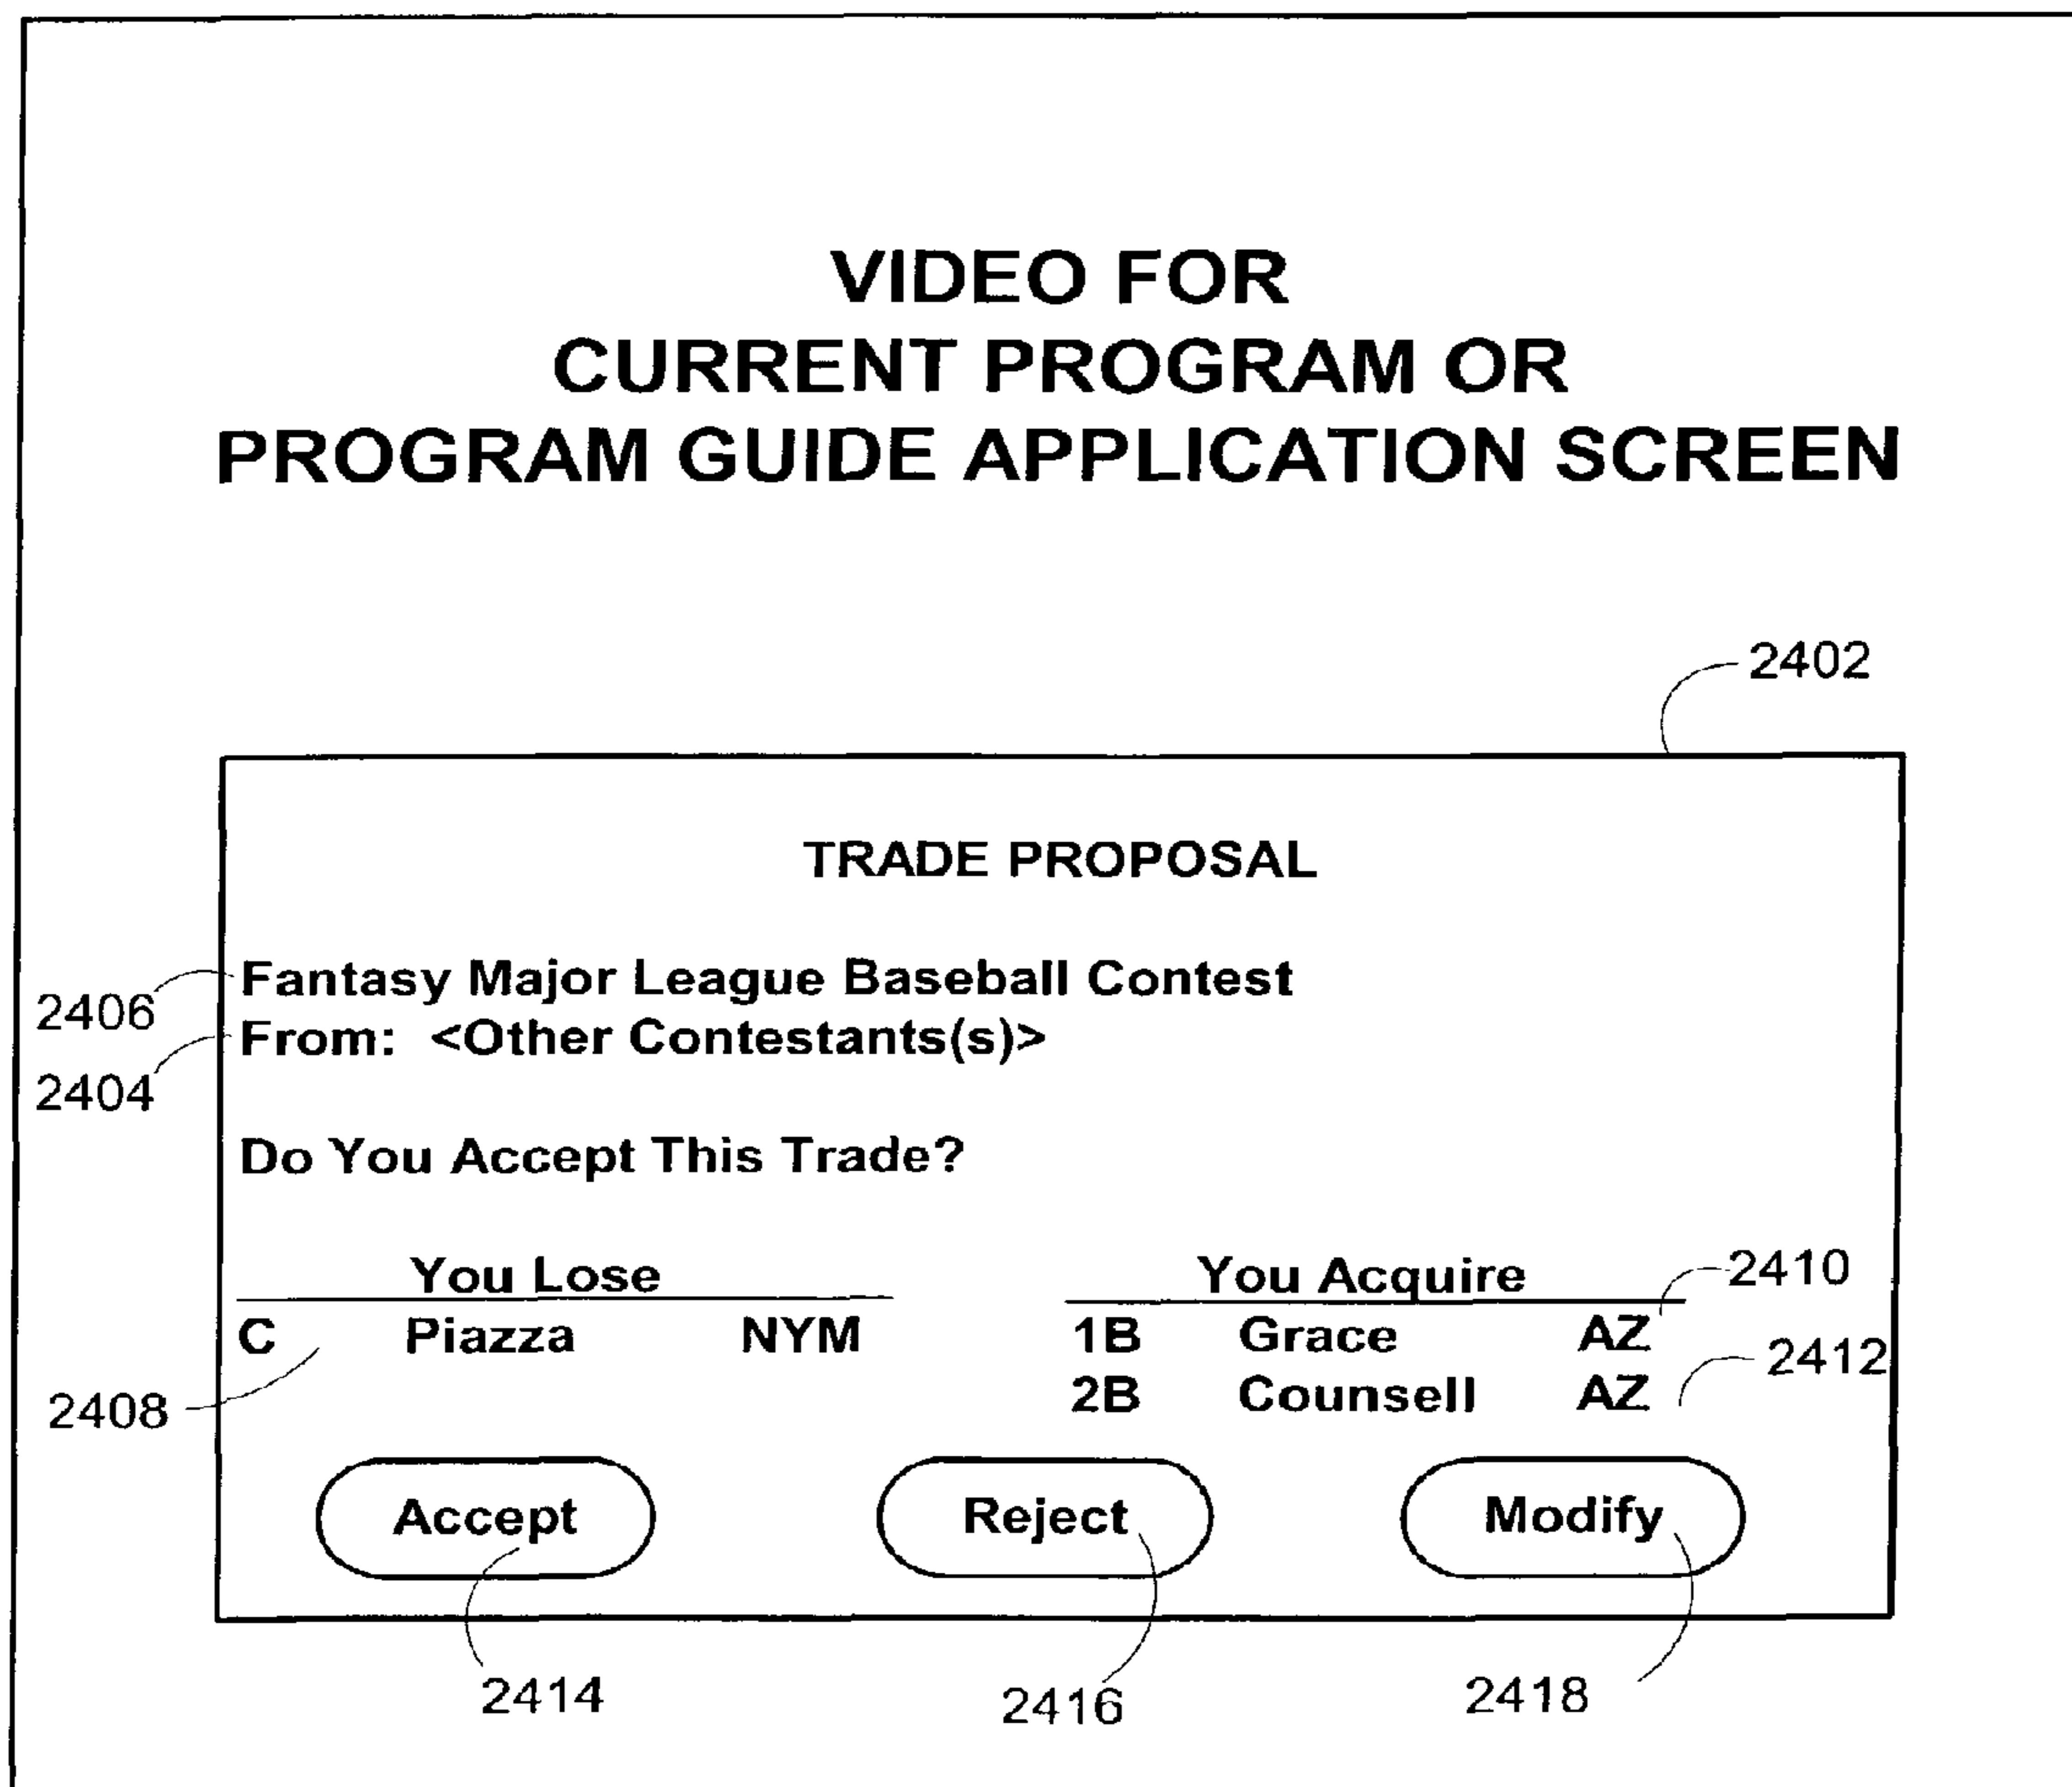 VIDEO FOR
CURRENT PROGRAM OR
PROGRAM GUIDE APPLICATION SCREEN
2402
TRADE PROPOSAL
2406
Fantasy Major League Baseball Contest
2404
From: <Other Contestants(s)>
Do You Accept This Trade?
You Lose You Acquire 2410
C Piazza NYM 1B Grace AZ
2412
2408
2B Counsell AZ
Accept Reject Modify
2414 2416 2418